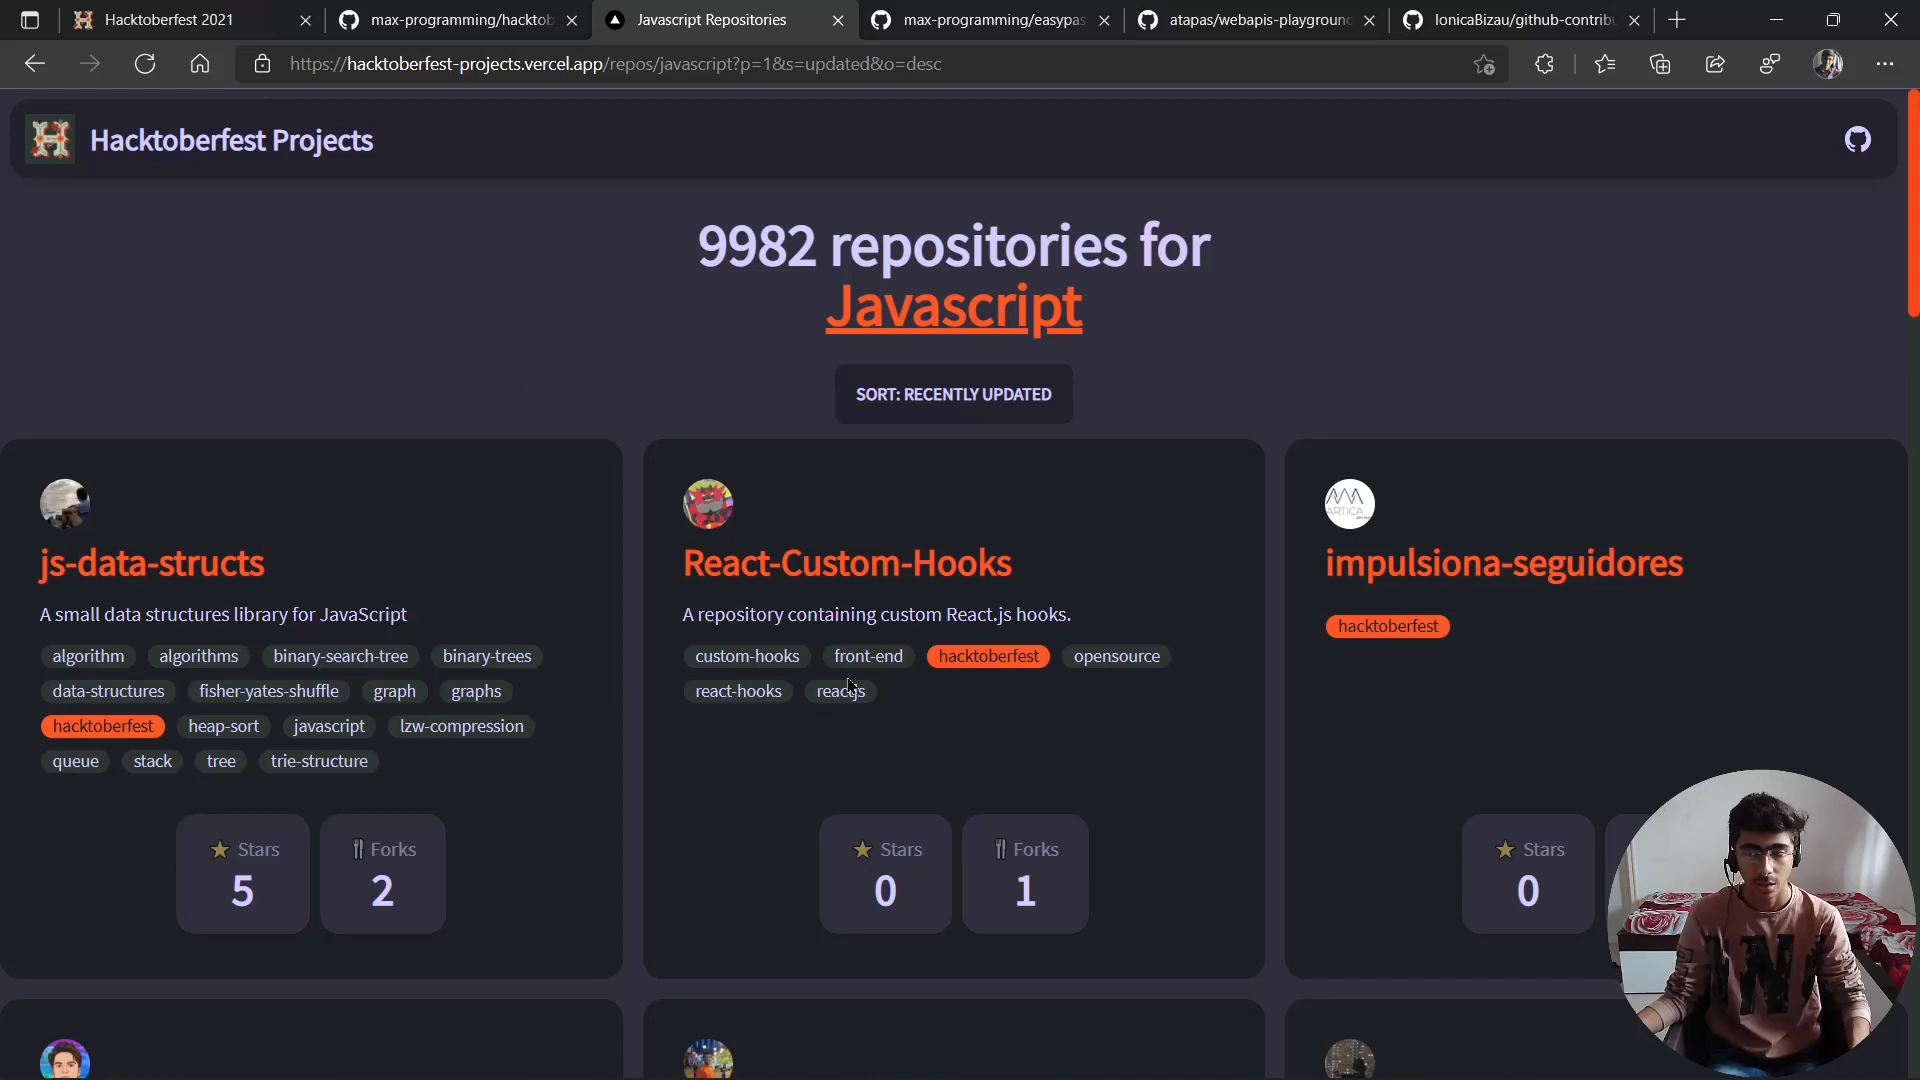 Hacktoberfest 2021
max-programming/hacktob
Javascript Repositories
max-programming/easypas
atapas/webapis-playground
IonicaBizau/github-contribu
https://hacktoberfest-projects.vercel.app/repos/javascript?p=1&s=updated&o=desc
Hacktoberfest Projects
9982 repositories for
Javascript
SORT: RECENTLY UPDATED
js-data-structs
A small data structures library for JavaScript
algorithm algorithms binary-search-tree binary-trees
data-structures fisher-yates-shuffle graph graphs
hacktoberfest heap-sort javascript lzw-compression
queue stack tree trie-structure
Stars
5
Forks
2
React-Custom-Hooks
A repository containing custom React.js hooks.
custom-hooks front-end hacktoberfest opensource
react-hooks reactjs
Stars
0
Forks
1
ARTICA
impulsiona-seguidores
hacktoberfest
Stars
0